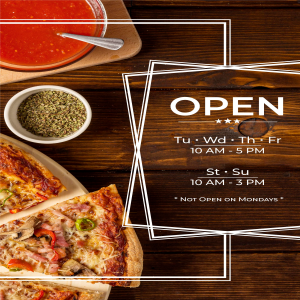 OPEN
Tu • Wd • Th • Fr
10 AM - 5 PM
St • Su
10 AM - 3 PM
* Not Open on Mondays *